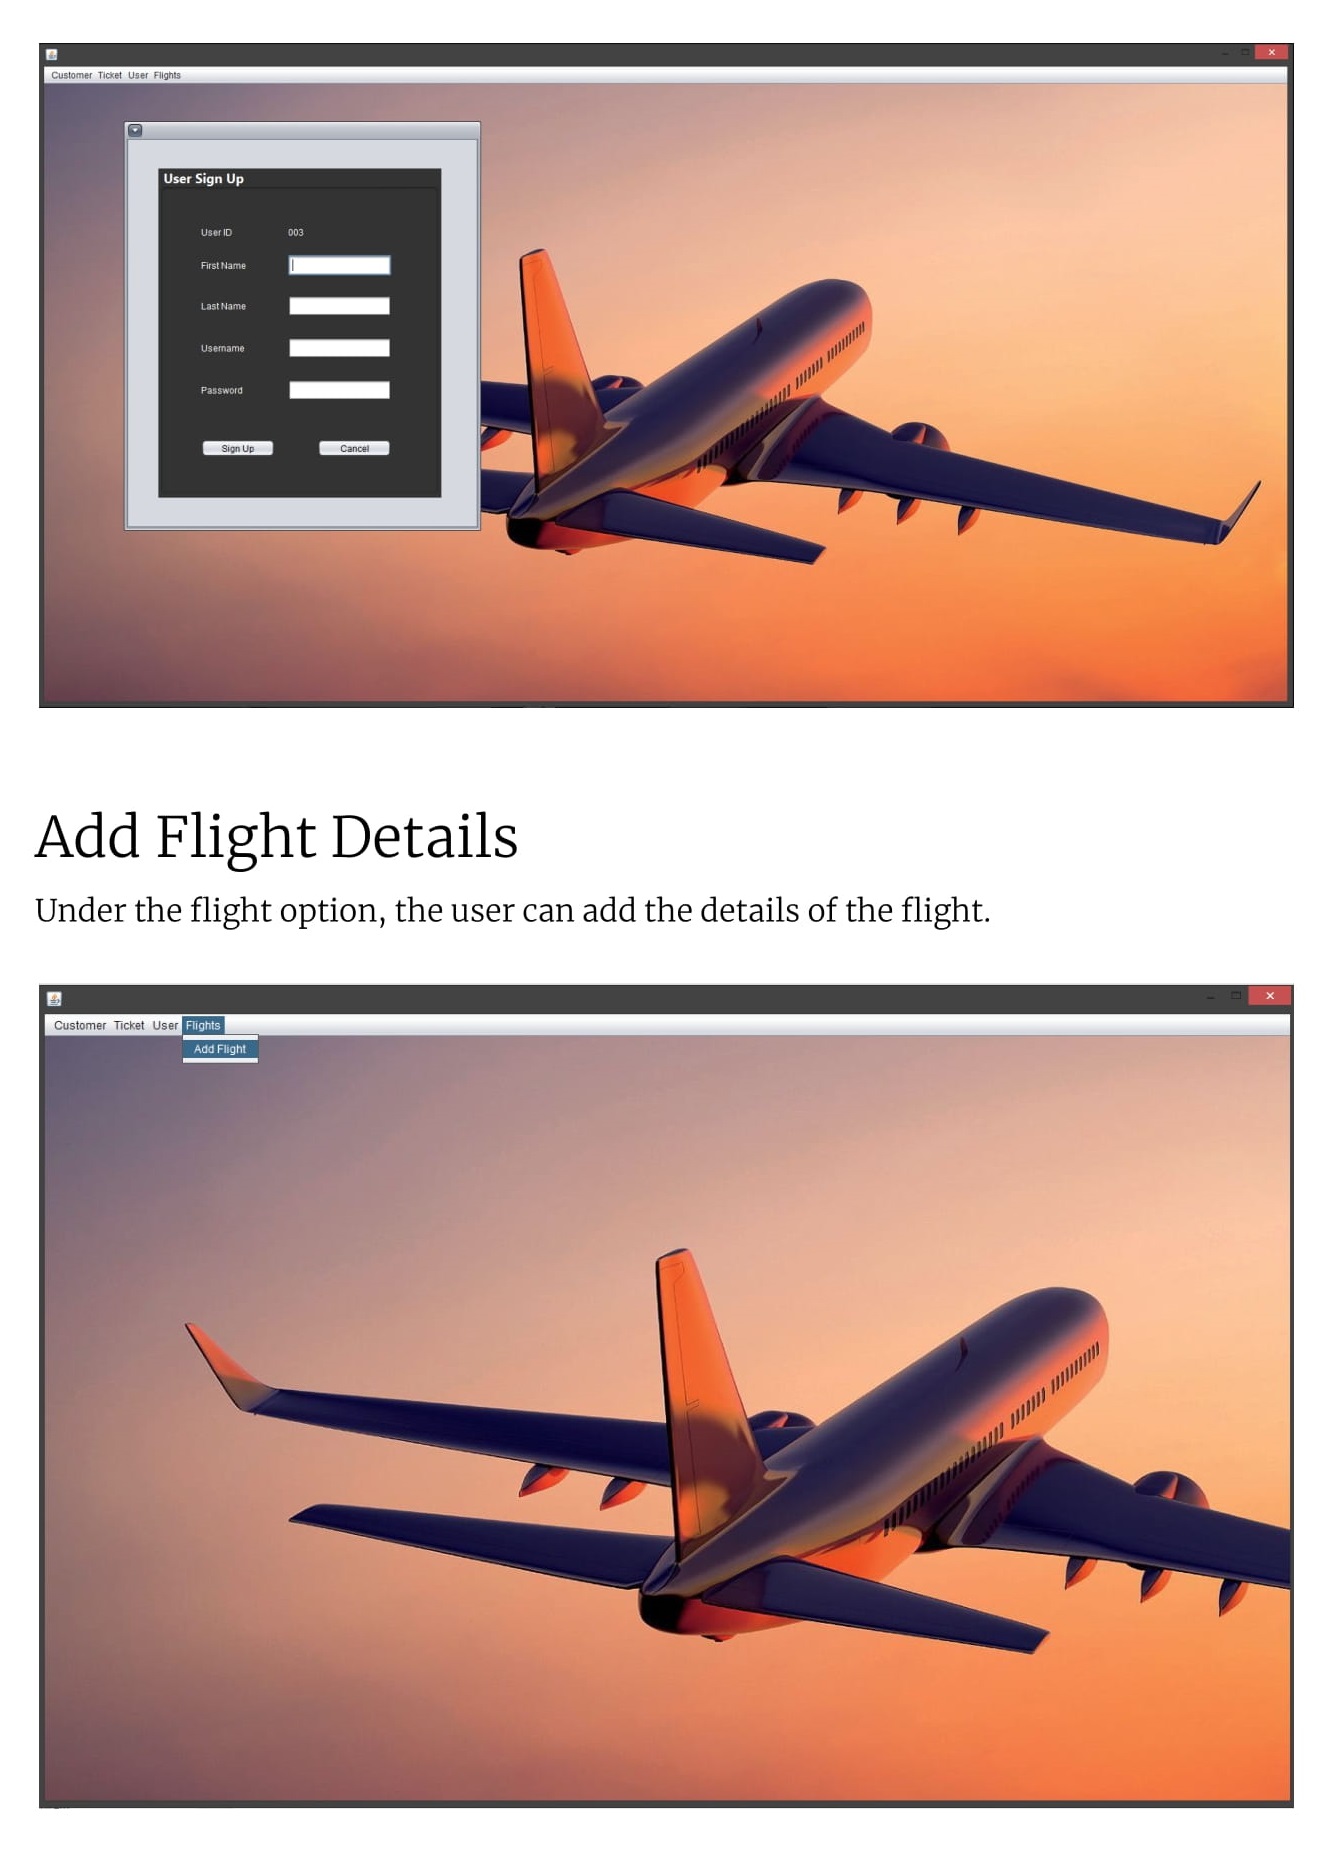 Customer Ticket User Flights
User Sign Up
User ID 003
First Name
Last Name
Username
Password
Sign Up Cancel
Add Flight Details
Under the flight option, the user can add the details of the flight.
Customer Ticket User Flights
Add Flight